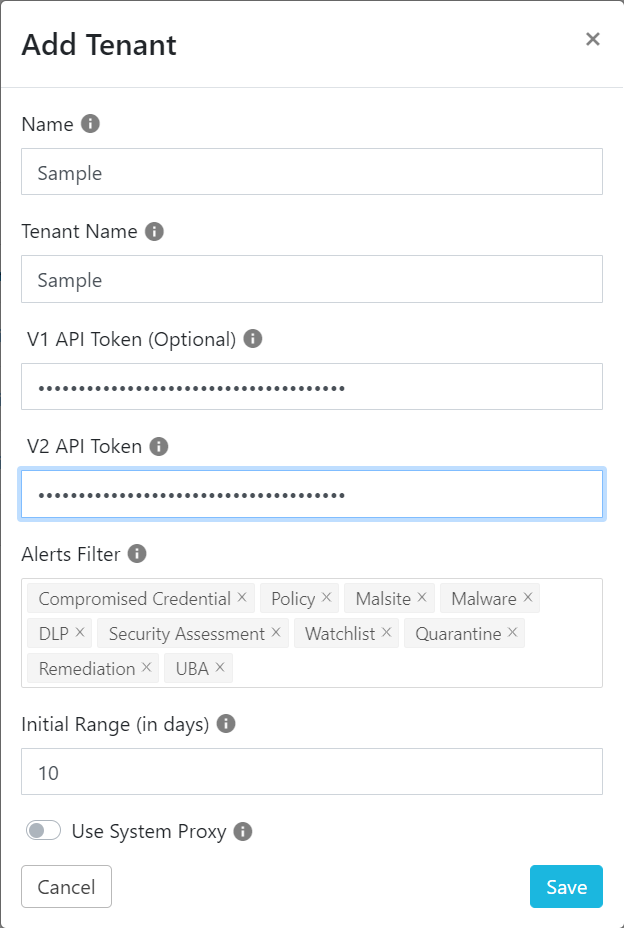 Add Tenant ×
Name
Sample
Tenant Name
Sample
V1 API Token (Optional)
••••••••••••••••••••••••••••••••••••••
V2 API Token
••••••••••••••••••••••••••••••••••••••
Alerts Filter
Compromised Credential × Policy × Malsite × Malware ×
DLP × Security Assessment × Watchlist × Quarantine ×
Remediation × UBA ×
Initial Range (in days)
10
Use System Proxy
Cancel Save